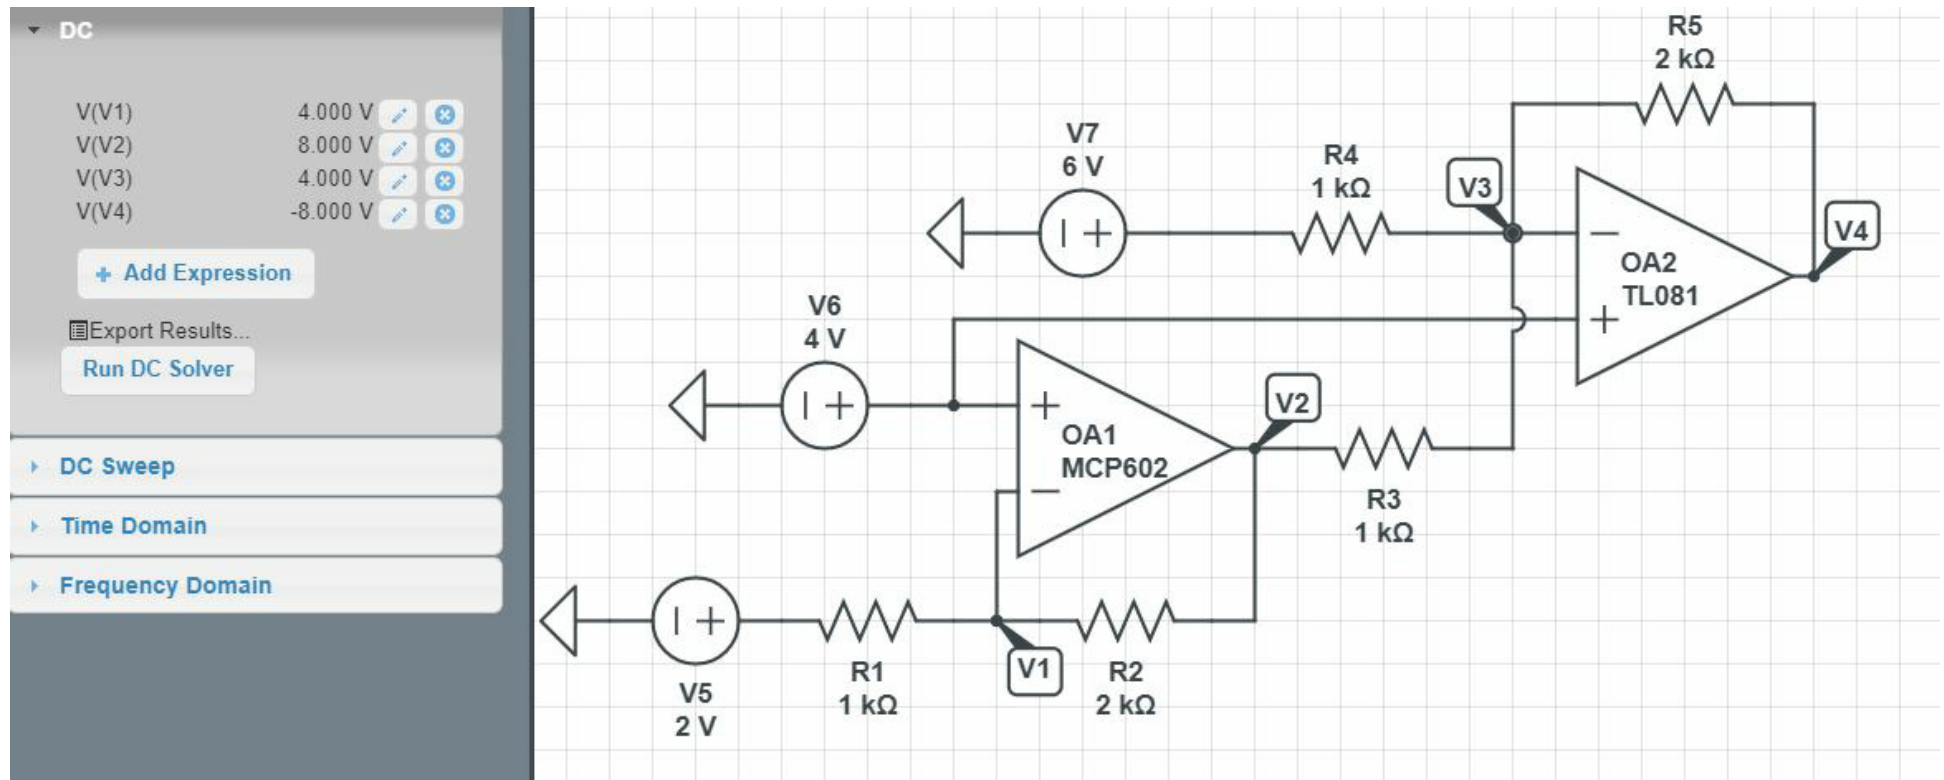 DC
V(V1) 4.000 V
V(V2) 8.000 V
V(V3) 4.000 V
V(V4) -8.000 V
+ Add Expression
Export Results...
Run DC Solver
DC Sweep
Time Domain
Frequency Domain
R5
2 kΩ
V7
6 V
R4
1 kΩ
V3
V4
OA2
TL081
V6
4 V
V2
OA1
MCP602
R3
1 kΩ
V1
R1
1 kΩ
R2
2 kΩ
V5
2 V